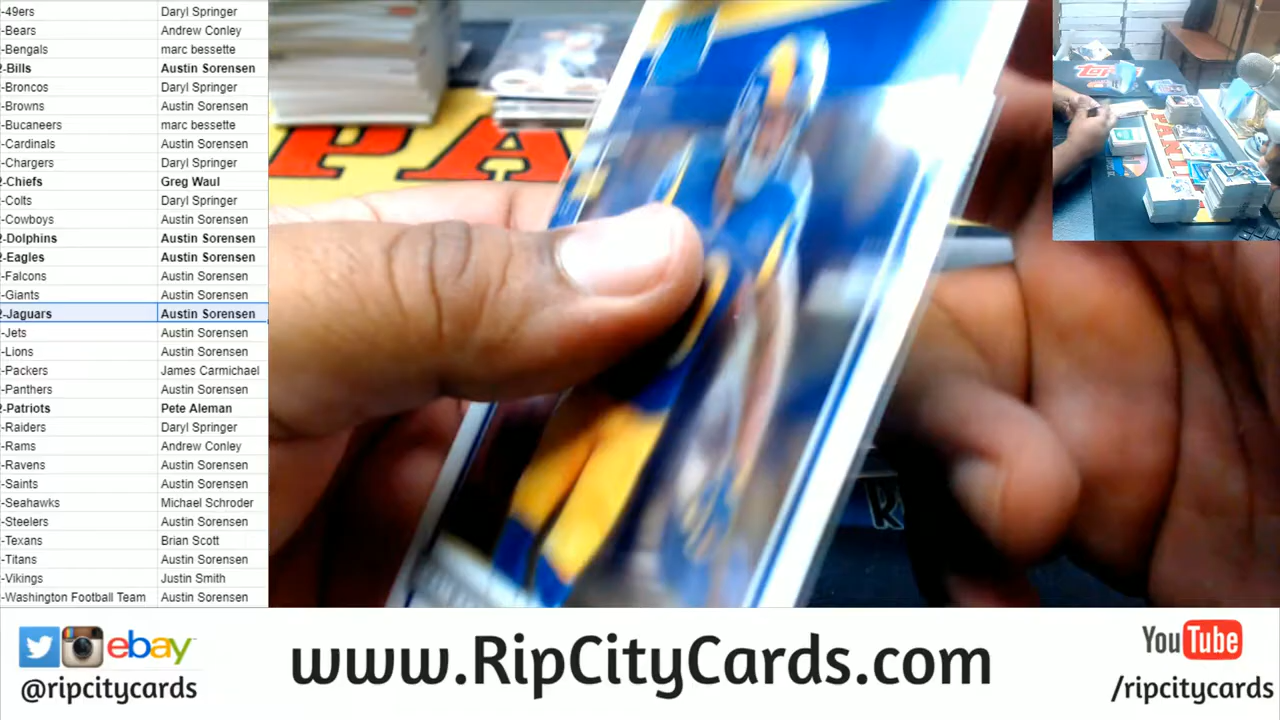 -49ers Daryl Springer
-Bears Andrew Conley
-Bengals marc bessette
2-Bills Austin Sorensen
-Broncos Daryl Springer
-Browns Austin Sorensen
-Bucaneers marc bessette
-Cardinals Austin Sorensen
-Chargers Daryl Springer
2-Chiefs Greg Waul
-Colts Daryl Springer
-Cowboys Austin Sorensen
2-Dolphins Austin Sorensen
2-Eagles Austin Sorensen
-Falcons Austin Sorensen
-Giants Austin Sorensen
2-Jaguars Austin Sorensen
-Jets Austin Sorensen
-Lions Austin Sorensen
-Packers James Carmichael
-Panthers Austin Sorensen
2-Patriots Pete Aleman
-Raiders Daryl Springer
-Rams Andrew Conley
-Ravens Austin Sorensen
-Saints Austin Sorensen
-Seahawks Michael Schroder
-Steelers Austin Sorensen
-Texans Brian Scott
-Titans Austin Sorensen
-Vikings Justin Smith
-Washington Football Team Austin Sorensen
PA
topps
PANI
ebay
@ripcitycards
www.RipCityCards.com
YouTube
/ripcitycards